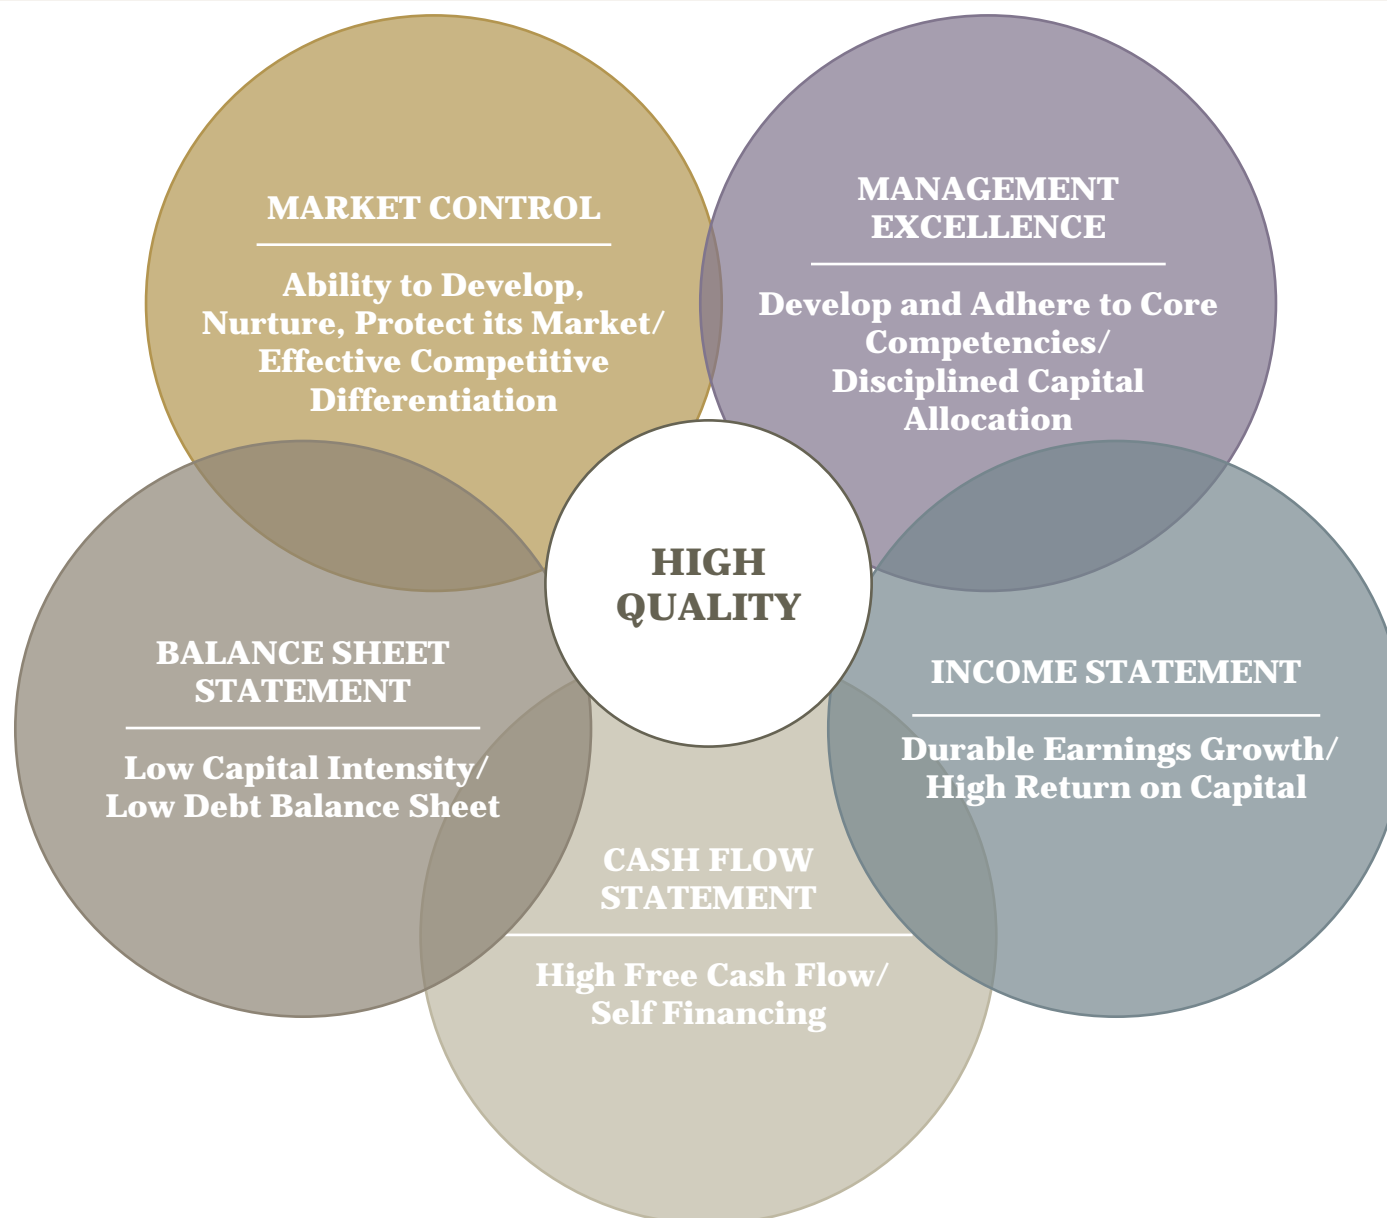 MARKET CONTROL
Ability to Develop,
Nurture, Protect its Market/
Effective Competitive
Differentiation
MANAGEMENT
EXCELLENCE
Develop and Adhere to Core
Competencies/
Disciplined Capital
Allocation
HIGH
QUALITY
BALANCE SHEET
STATEMENT
Low Capital Intensity/
Low Debt Balance Sheet
INCOME STATEMENT
Durable Earnings Growth/
High Return on Capital
CASH FLOW
STATEMENT
High Free Cash Flow/
Self Financing